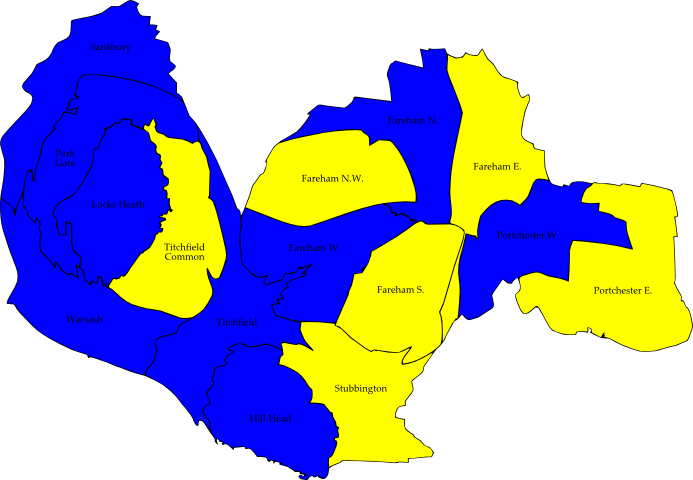 Sarisbury
Fareham N.
Park
Gate
Fareham E.
Fareham N.W.
Locks Heath
Portchester W.
Titchfield
Common
Fareham W.
Fareham S.
Portchester E.
Warsash
Titchfield
Stubbington
Hill Head